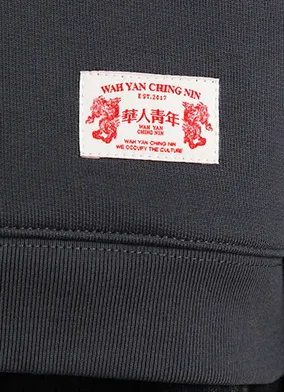 WAH YAN CHING NIN
EST.2017
華人青年
WAH YAN
CHING NIN
WAH YAN CHING NIN
WE OCCUPY THE CULTURE